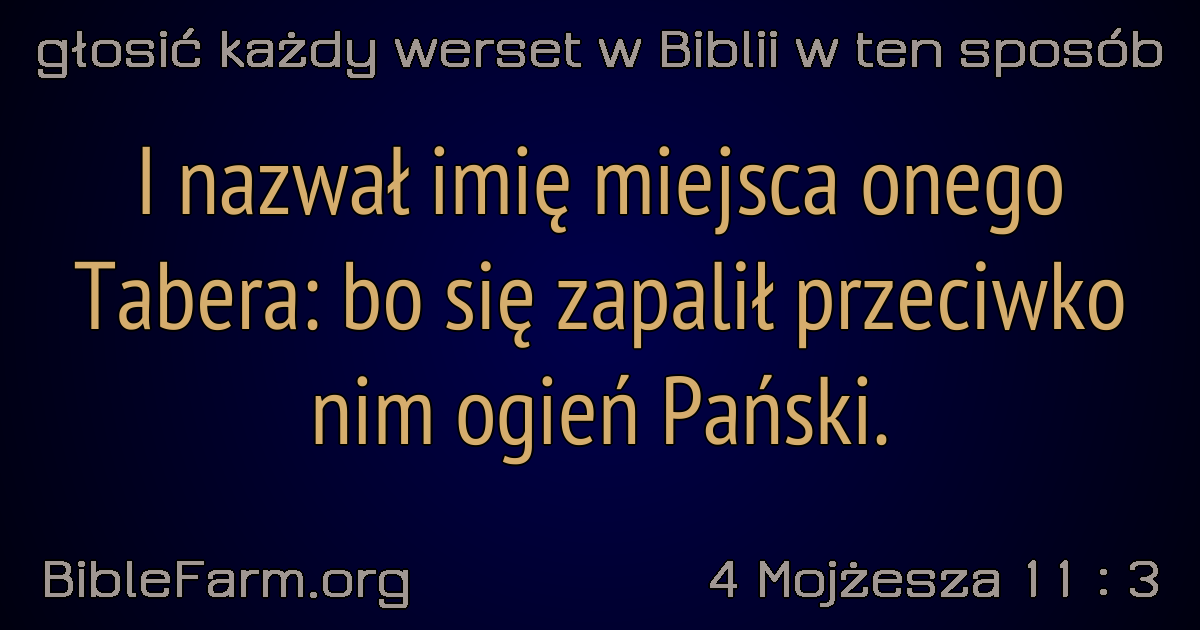 głosić każdy werset w Biblii w ten sposób
I nazwał imię miejsca onego
Tabera: bo się zapalił przeciwko
nim ogień Pański.
BibleFarm.org
4 Mojżesza 11 : 3